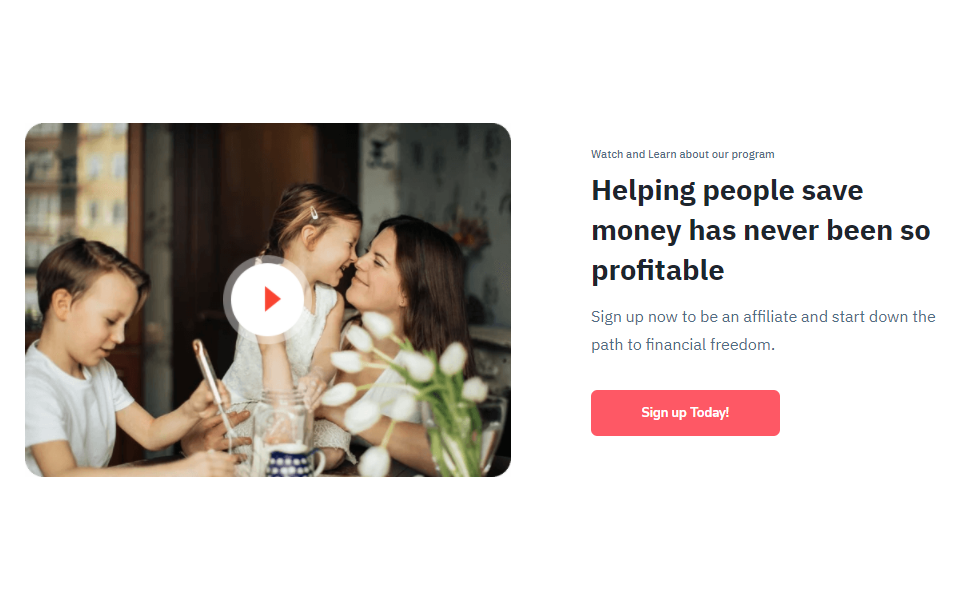 Watch and Learn about our program
Helping people save
money has never been so
profitable
Sign up now to be an affiliate and start down the
path to financial freedom.
Sign up Today!